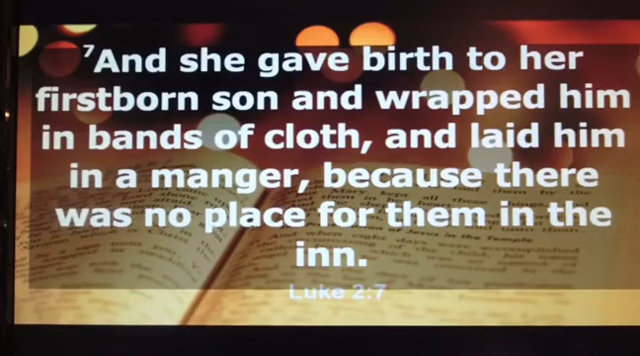 ⁷And she gave birth to her
firstborn son and wrapped him
in bands of cloth, and laid him
in a manger, because there
was no place for them in the
inn.
Luke 2:7